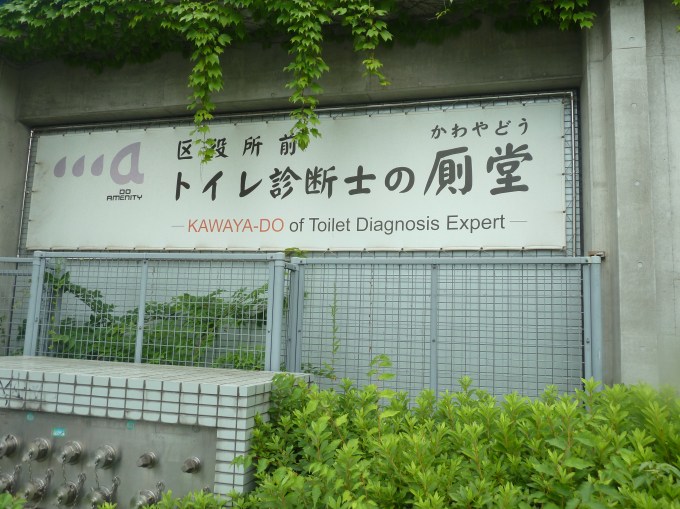 区役所前
かわやどう
トイレ診断士の厠堂
KAWAYA-DO of Toilet Diagnosis Expert
a
DO
AMENITY